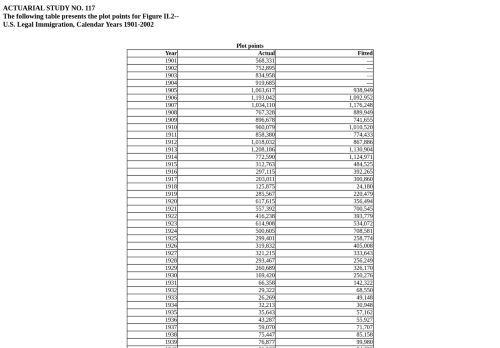 ACTUARIAL STUDY NO. 117
The following table presents the plot points for Figure II.2--
U.S. Legal Immigration, Calendar Years 1901-2002
Plot points
Year Actual Fitted
1901 568,331 —
1902 752,895 —
1903 834,958 —
1904 919,685 —
1905 1,063,617 938,949
1906 1,193,042 1,092,952
1907 1,034,110 1,176,248
1908 767,328 889,949
1909 896,678 741,655
1910 960,079 1,010,520
1911 858,380 774,433
1912 1,018,032 867,886
1913 1,208,186 1,130,904
1914 772,590 1,124,971
1915 312,763 484,525
1916 297,115 392,265
1917 203,011 300,860
1918 125,875 24,180
1919 285,567 220,479
1920 617,615 356,494
1921 557,392 700,545
1922 416,238 393,779
1923 614,908 534,072
1924 500,605 708,581
1925 299,401 258,774
1926 319,832 405,008
1927 321,215 333,643
1928 293,467 256,249
1929 260,689 326,170
1930 169,420 250,276
1931 66,358 142,322
1932 29,322 68,550
1933 26,269 49,148
1934 32,213 30,948
1935 35,643 57,162
1936 43,287 55,927
1937 59,070 71,707
1938 75,447 85,158
1939 76,877 99,980